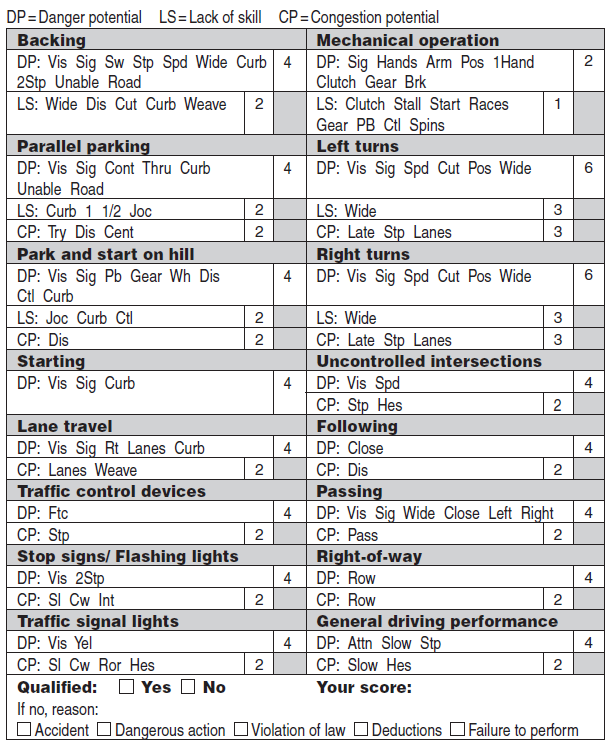 DP=Danger potential LS=Lack of skill CP=Congestion potential
Backing
DP: Vis Sig Sw Stp Spd Wide Curb 4
2Stp Unable Road
LS: Wide Dis Cut Curb Weave 2
Parallel parking
DP: Vis Sig Cont Thru Curb 4
Unable Road
LS: Curb 1 1/2 Joc 2
CP: Try Dis Cent 2
Park and start on hill
DP: Vis Sig Pb Gear Wh Dis 4
Ctl Curb
LS: Joc Curb Ctl 2
CP: Dis 2
Starting
DP: Vis Sig Curb 4
Lane travel
DP: Vis Sig Rt Lanes Curb 4
CP: Lanes Weave 2
Traffic control devices
DP: Ftc 4
CP: Stp 2
Stop signs/ Flashing lights
DP: Vis 2Stp 4
CP: Sl Cw Int 2
Traffic signal lights
DP: Vis Yel 4
CP: Sl Cw Ror Hes 2
Mechanical operation
DP: Sig Hands Arm Pos 1Hand 2
Clutch Gear Brk
LS: Clutch Stall Start Races 1
Gear PB Ctl Spins
Left turns
DP: Vis Sig Spd Cut Pos Wide 6
LS: Wide 3
CP: Late Stp Lanes 3
Right turns
DP: Vis Sig Spd Cut Pos Wide 6
LS: Wide 3
CP: Late Stp Lanes 3
Uncontrolled intersections
DP: Vis Spd 4
CP: Stp Hes 2
Following
DP: Close 4
CP: Dis 2
Passing
DP: Vis Sig Wide Close Left Right 4
CP: Pass 2
Right-of-way
DP: Row 4
CP: Row 2
General driving performance
DP: Attn Slow Stp 4
CP: Slow Hes 2
Qualified: Yes No Your score:
If no, reason:
Accident Dangerous action Violation of law Deductions Failure to perform